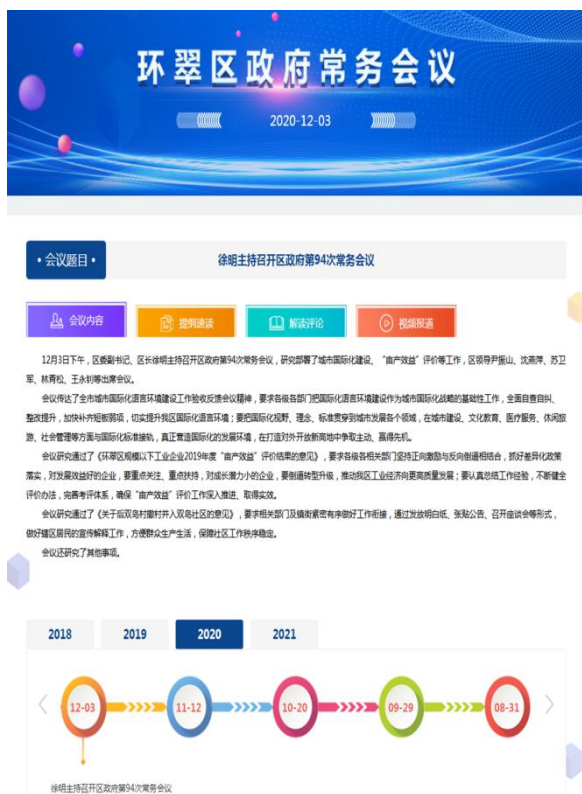 环翠区政府常务会议
2020-12-03
• 会议题目 •
徐明主持召开区政府第94次常务会议
会议内容
提纲速读
解读评论
视频报道
12月3日下午，区委副书记、区长徐明主持召开区政府第94次常务会议，研究部署了城市国际化建设、“亩产效益”评价等工作，区领导尹振山、沈燕萍、苏卫
军、林青松、王永钊等出席会议。
会议传达了全市城市国际化语言环境建设工作验收反馈会议精神，要求各级各部门把国际化语言环境建设作为城市国际化战略的基础性工作，全面自查自纠、
整改提升，加快补齐短板弱项，切实提升我区国际化语言环境；要把国际化视野、理念、标准贯穿到城市发展各个领域，在城市建设、文化教育、医疗服务、休闲旅
游、社会管理等方面与国际化标准接轨，真正营造国际化的发展环境，在打造对外开放新高地中争取主动、赢得先机。
会议研究通过了《环翠区规模以下工业企业2019年度“亩产效益”评价结果的意见》，要求各级各相关部门坚持正向激励与反向倒逼相结合，抓好差异化政策
落实，对发展效益好的企业，要重点关注、重点扶持，对成长潜力小的企业，要倒逼转型升级，推动我区工业经济向更高质量发展；要认真总结工作经验，不断健全
评价办法，完善考评体系，确保“亩产效益”评价工作深入推进、取得实效。
会议研究通过了《关于后双岛村撤村并入双岛社区的意见》，要求相关部门及镇街紧密有序做好工作衔接，通过发放明白纸、张贴公告、召开座谈会等形式，
做好辖区居民的宣传解释工作，方便群众生产生活，保障社区工作秩序稳定。
会议还研究了其他事项。
2018
2019
2020
2021
12-03
11-12
10-20
09-29
08-31
徐明主持召开区政府第94次常务会议